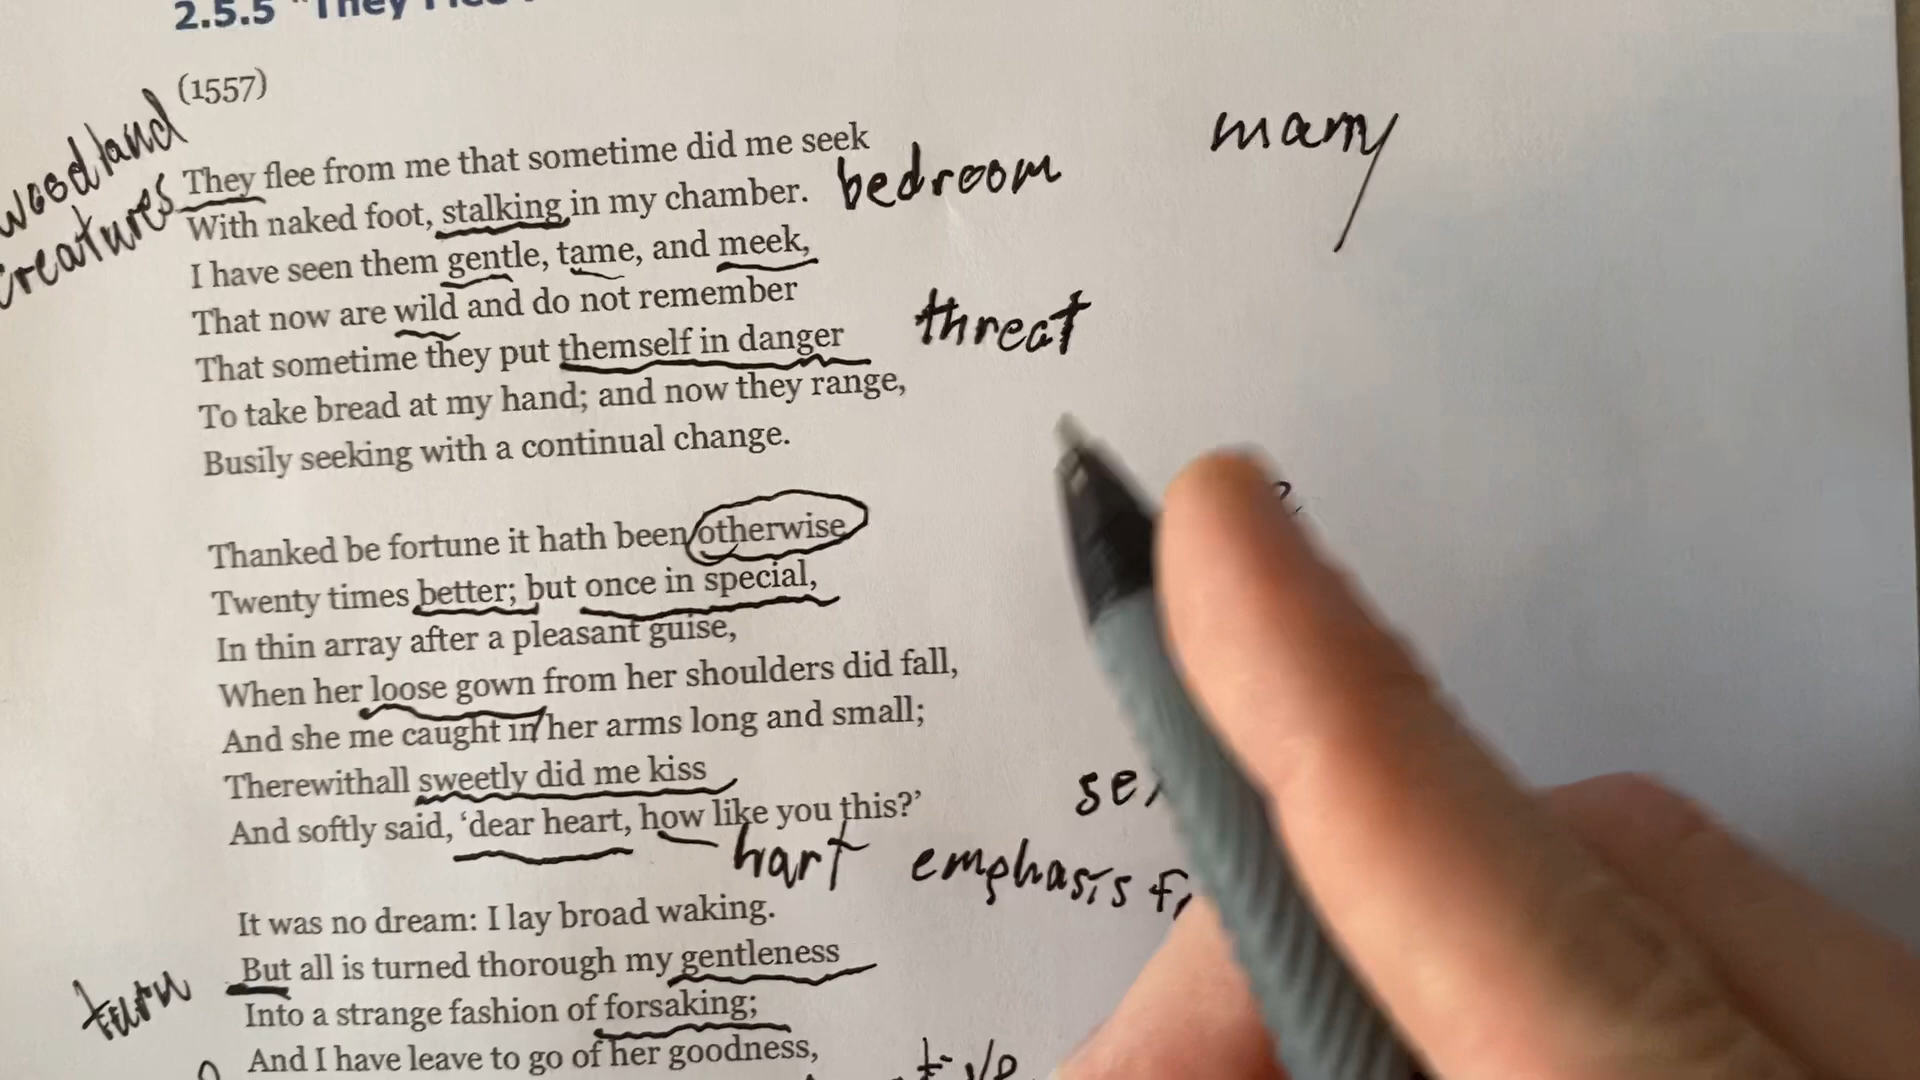 2.5.5 "They Flee
(1557)
woodland
creatures
many
They flee from me that sometime did me seek
With naked foot, stalking in my chamber.
bedroom
I have seen them gentle, tame, and meek,
That now are wild and do not remember
That sometime they put themself in danger
threat
To take bread at my hand; and now they range,
Busily seeking with a continual change.
Thanked be fortune it hath been otherwise
Twenty times better; but once in special,
In thin array after a pleasant guise,
When her loose gown from her shoulders did fall,
And she me caught in her arms long and small;
Therewithall sweetly did me kiss
And softly said, ‘dear heart, how like you this?’
hart emphasis
It was no dream: I lay broad waking.
But all is turned thorough my gentleness
turn
Into a strange fashion of forsaking;
And I have leave to go of her goodness,